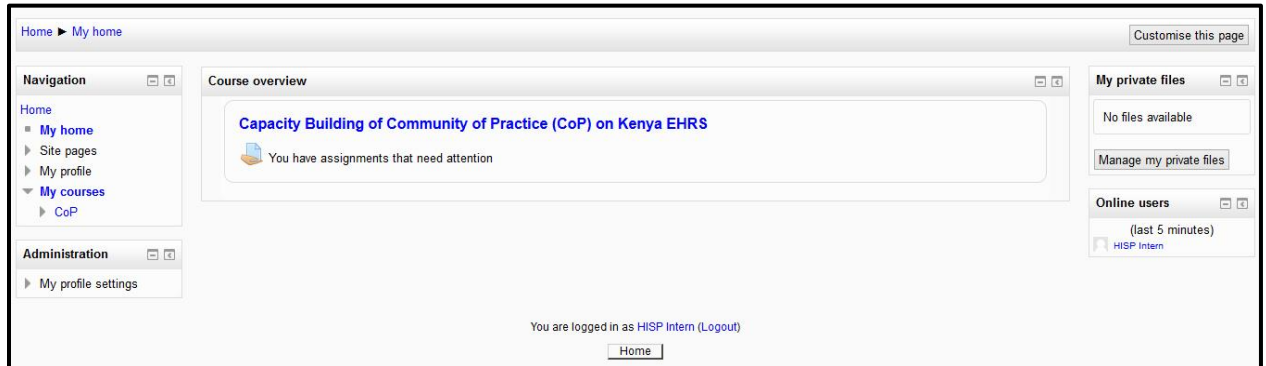 Home ► My home
Customise this page
Navigation
Home
My home
Site pages
My profile
My courses
CoP
Administration
My profile settings
Course overview
Capacity Building of Community of Practice (CoP) on Kenya EHRS
You have assignments that need attention
My private files
No files available
Manage my private files
Online users
(last 5 minutes)
HISP Intern
You are logged in as HISP Intern (Logout)
Home